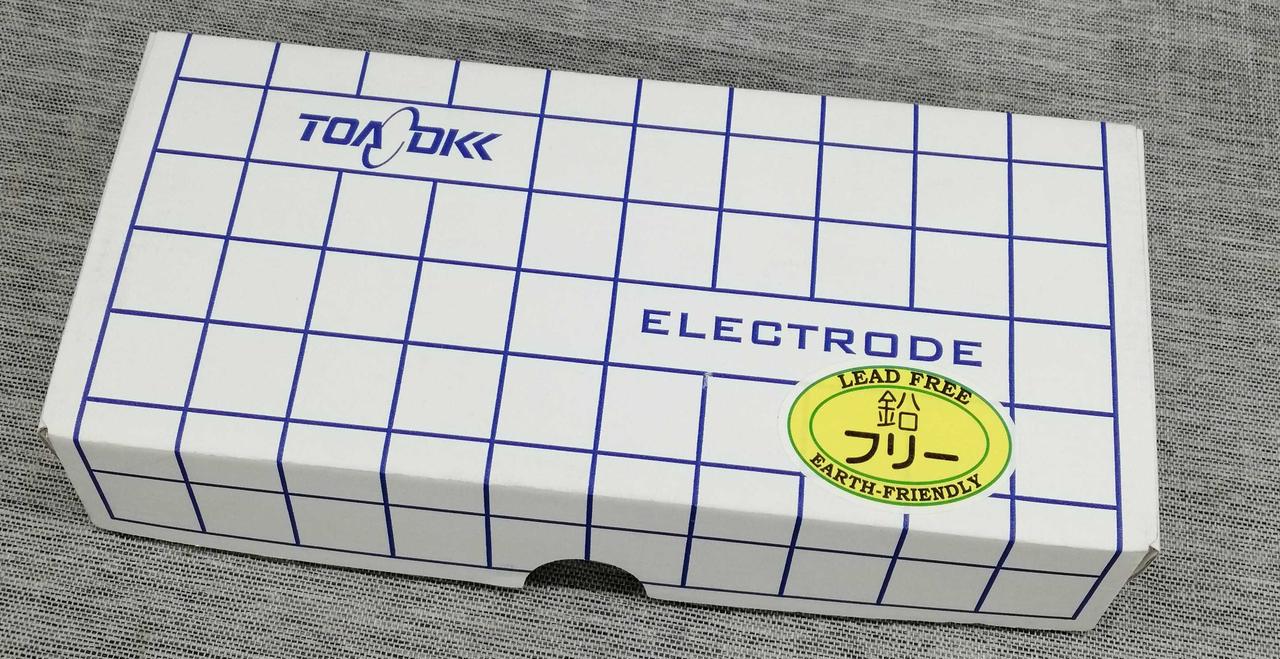 TOA DKK
ELECTRODE
LEAD FREE
鉛
フリー
EARTH-FRIENDLY